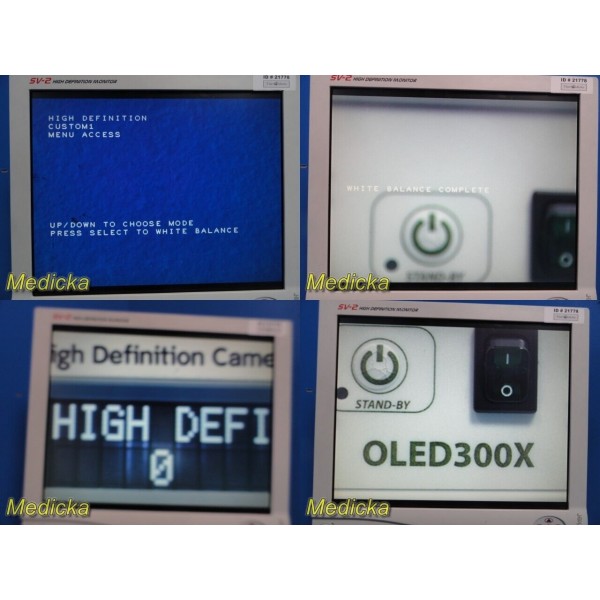 SV-2 HIGH DEFINITION MONITOR
ID # 21776
HIGH DEFINITION
CUSTOM1
MENU ACCESS
UP/DOWN TO CHOOSE MODE
PRESS SELECT TO WHITE BALANCE
Medicka
SV-2 HIGH DEFINITION MONITOR
ID # 21776
WHITE BALANCE COMPLETE
STAND-BY
Medicka
SV-2 HIGH DEFINITION MONITOR
igh Definition Came
HIGH DEFI
0
Medicka
SV-2 HIGH DEFINITION MONITOR
ID # 21776
STAND-BY
OLED300X
Medicka